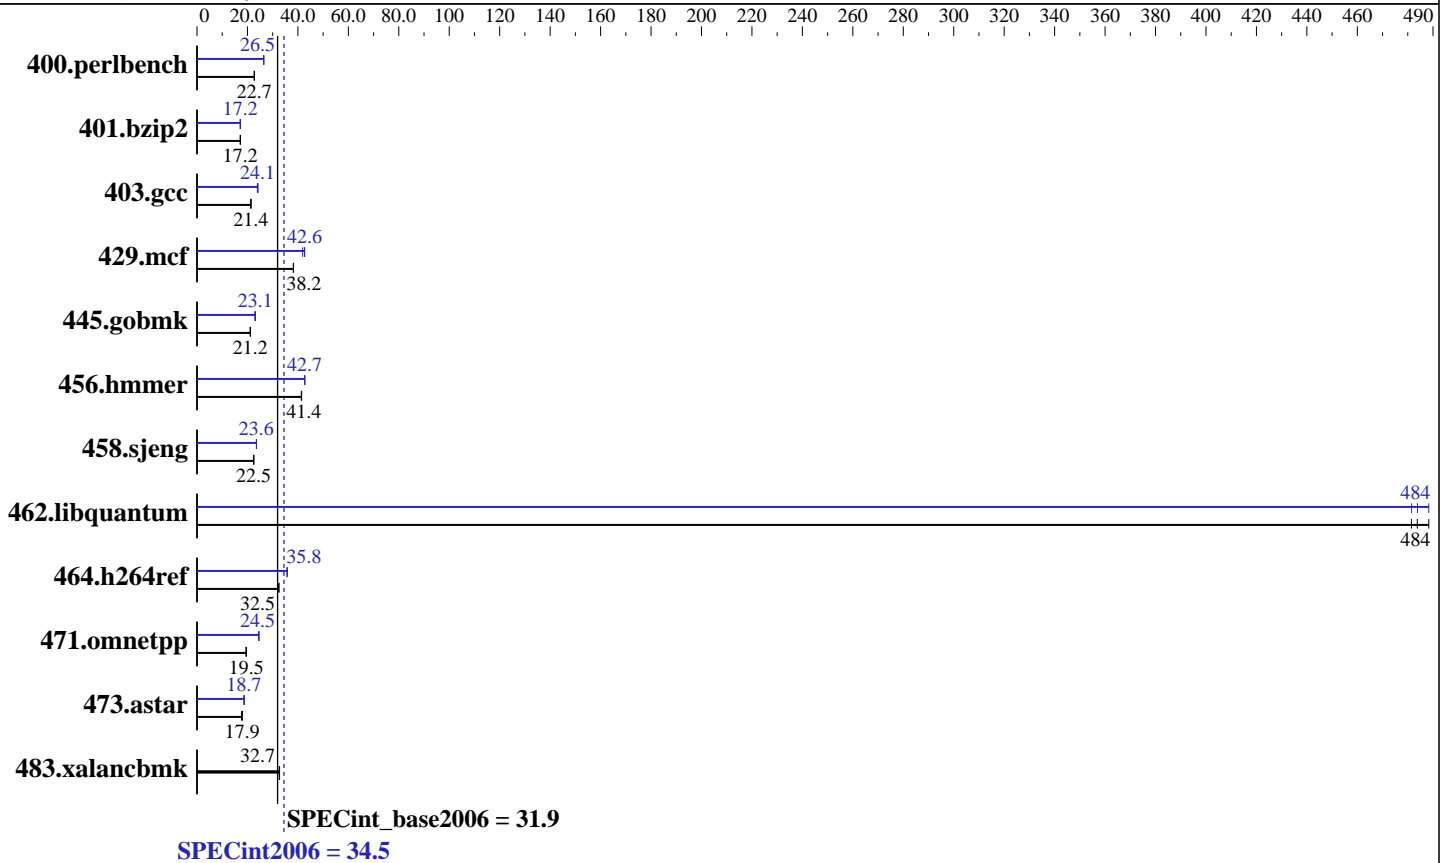 0 20.0 40.0 60.0 80.0 100 120 140 160 180 200 220 240 260 280 300 320 340 360 380 400 420 440 460 490
400.perlbench
26.5
22.7
401.bzip2
17.2
17.2
403.gcc
24.1
21.4
429.mcf
42.6
38.2
445.gobmk
23.1
21.2
456.hmmer
42.7
41.4
458.sjeng
23.6
22.5
462.libquantum
484
484
464.h264ref
35.8
32.5
471.omnetpp
24.5
19.5
473.astar
18.7
17.9
483.xalancbmk
32.7
SPECint_base2006 = 31.9
SPECint2006 = 34.5